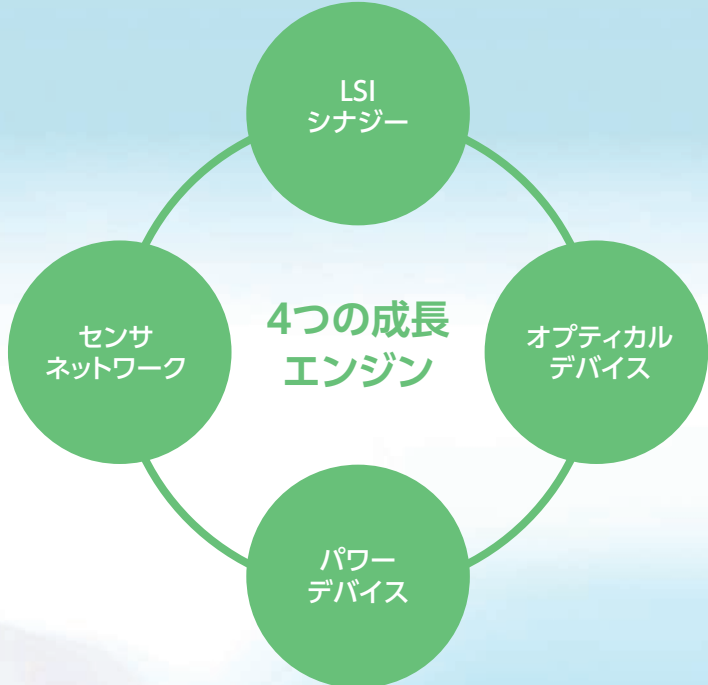 LSI
シナジー
センサ
ネットワーク
4つの成長
エンジン
オプティカル
デバイス
パワー
デバイス